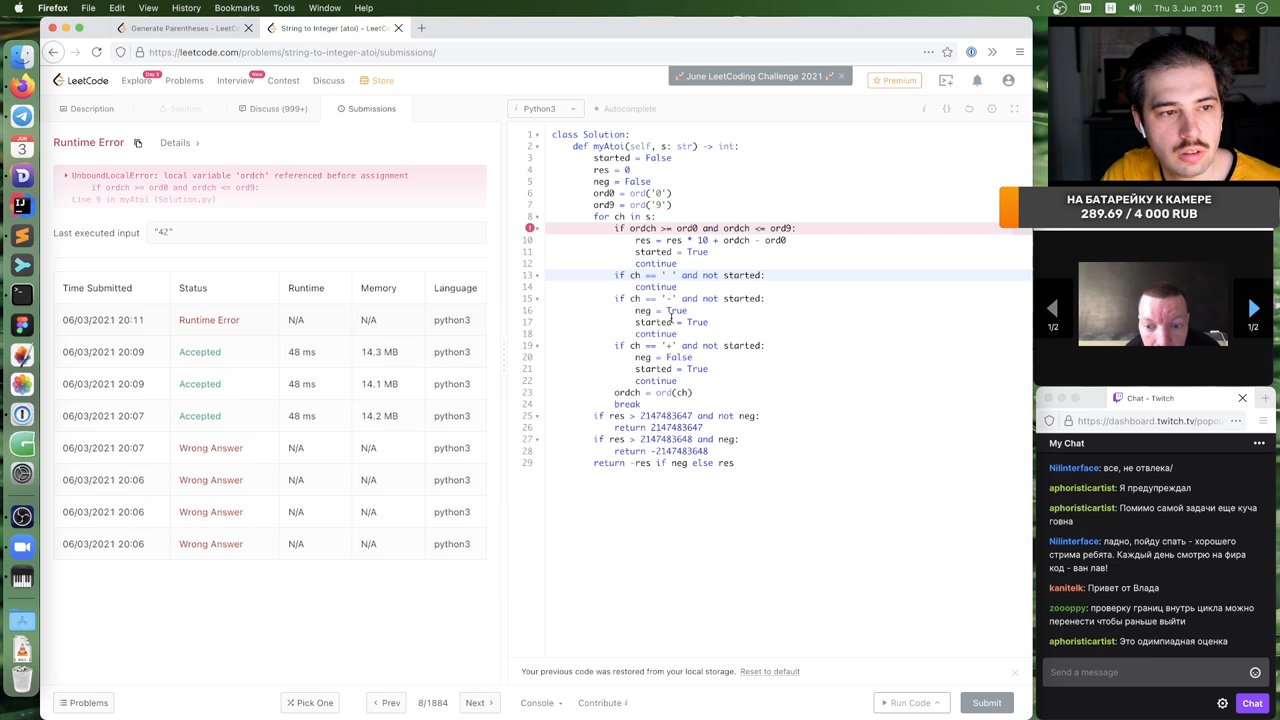 Firefox File Edit View History Bookmarks Tools Window Help
Generate Parentheses - LeetCode
String to Integer (atoi) - LeetCode
https://leetcode.com/problems/string-to-integer-atoi/submissions/
LeetCode
Explore
Day 3
Problems
Interview
New
Contest
Discuss
Store
June LeetCoding Challenge 2021
Premium
Description
Solution
Discuss (999+)
Submissions
Python3
Autocomplete
Runtime Error
Details
UnboundLocalError: local variable 'ordch' referenced before assignment
if ordch >= ord0 and ordch <= ord9:
Line 9 in myAtoi (Solution.py)
Last executed input
"42"
Time Submitted Status Runtime Memory Language
06/03/2021 20:11 Runtime Error N/A N/A python3
06/03/2021 20:09 Accepted 48 ms 14.3 MB python3
06/03/2021 20:09 Accepted 48 ms 14.1 MB python3
06/03/2021 20:07 Accepted 48 ms 14.2 MB python3
06/03/2021 20:07 Wrong Answer N/A N/A python3
06/03/2021 20:06 Wrong Answer N/A N/A python3
06/03/2021 20:06 Wrong Answer N/A N/A python3
06/03/2021 20:06 Wrong Answer N/A N/A python3
1 class Solution:
2 def myAtoi(self, s: str) -> int:
3 started = False
4 res = 0
5 neg = False
6 ord0 = ord('0')
7 ord9 = ord('9')
8 for ch in s:
9 if ordch >= ord0 and ordch <= ord9:
10 res = res * 10 + ordch - ord0
11 started = True
12 continue
13 if ch == ' ' and not started:
14 continue
15 if ch == '-' and not started:
16 neg = True
17 started = True
18 continue
19 if ch == '+' and not started:
20 neg = False
21 started = True
22 continue
23 ordch = ord(ch)
24 break
25 if res > 2147483647 and not neg:
26 return 2147483647
27 if res > 2147483648 and neg:
28 return -2147483648
29 return -res if neg else res
Your previous code was restored from your local storage. Reset to default
Problems
Pick One
Prev
8/1884
Next
Console
Contribute i
Run Code
Submit
JUN
3
НА БАТАРЕЙКУ К КАМЕРЕ
289.69 / 4 000 RUB
1/2
1/2
Chat - Twitch
https://dashboard.twitch.tv/popou
My Chat
Nilinterface: все, не отвлека/
aphoristicartist: Я предупреждал
aphoristicartist: Помимо самой задачи еще куча
говна
Nilinterface: ладно, пойду спать - хорошего
стрима ребята. Каждый день смотрю на фира
код - ван лав!
kanitelk: Привет от Влада
zoooppy: проверку границ внутрь цикла можно
перенести чтобы раньше выйти
aphoristicartist: Это одимпиадная оценка
Send a message
Chat